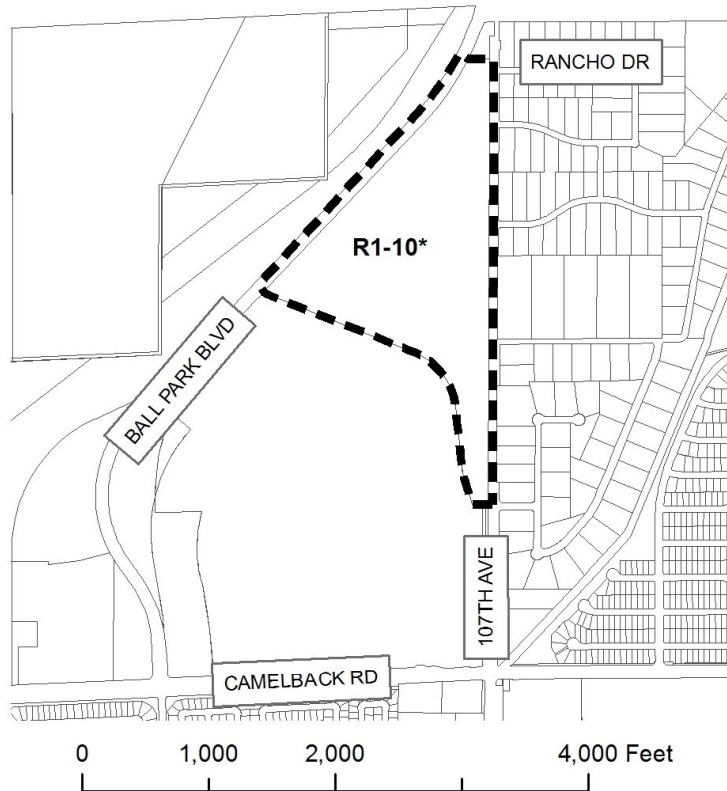 RANCHO DR
R1-10*
BALL PARK BLVD
107TH AVE
CAMELBACK RD
0 1,000 2,000 4,000 Feet